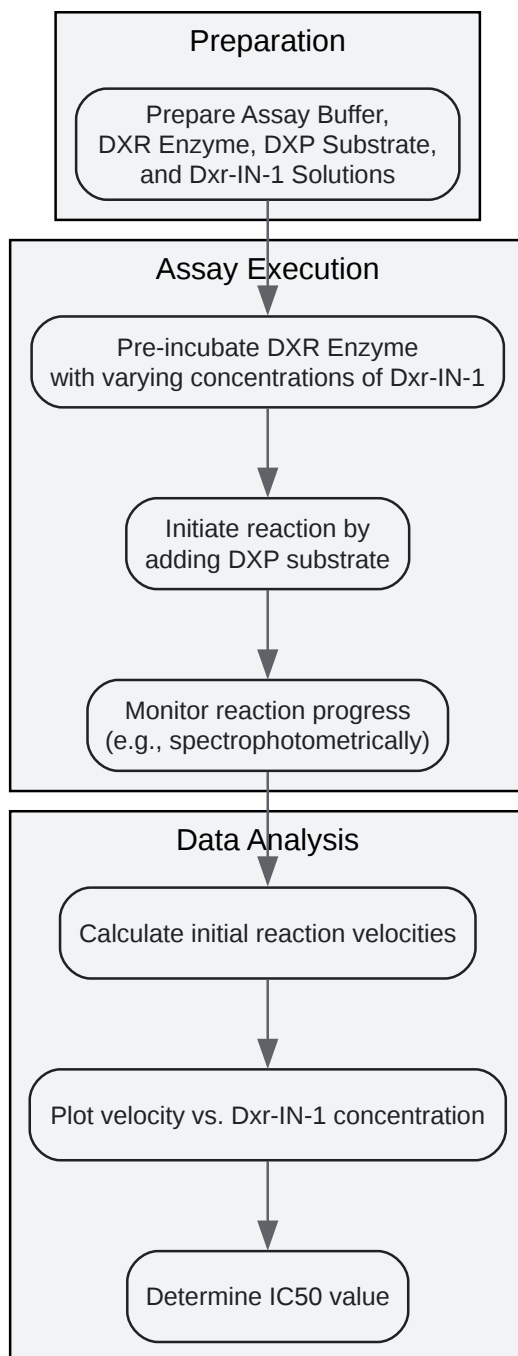 Preparation
Prepare Assay Buffer,
DXR Enzyme, DXP Substrate,
and Dxr-IN-1 Solutions
Assay Execution
Pre-incubate DXR Enzyme
with varying concentrations of Dxr-IN-1
Initiate reaction by
adding DXP substrate
Monitor reaction progress
(e.g., spectrophotometrically)
Data Analysis
Calculate initial reaction velocities
Plot velocity vs. Dxr-IN-1 concentration
Determine IC50 value